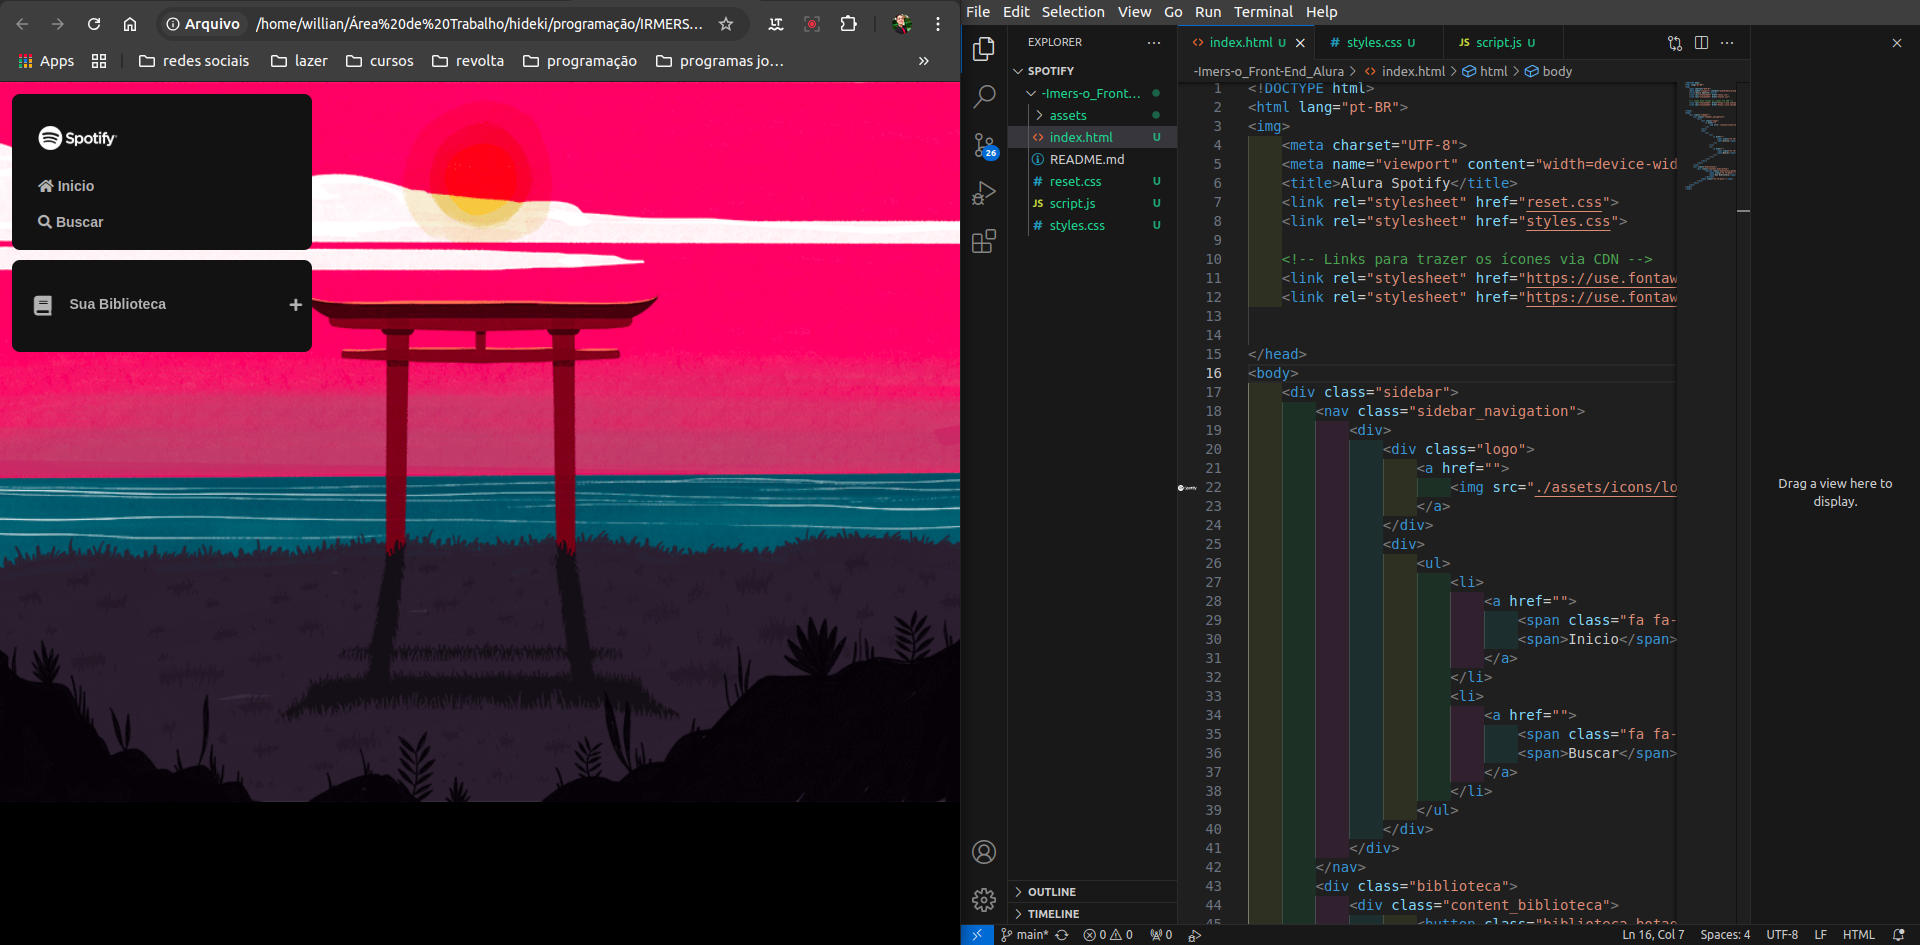 Arquivo /home/willian/Área%20de%20Trabalho/hideki/programação/IRMERS...
Apps redes sociais lazer cursos revolta programação programas jo... »
Spotify
Inicio
Buscar
Sua Biblioteca +
File Edit Selection View Go Run Terminal Help
EXPLORER ...
SPOTIFY
-Imers-o_Front...
assets
index.html U
README.md
reset.css U
JS script.js U
styles.css U
26
OUTLINE
TIMELINE
index.html U styles.css U JS script.js U
-Imers-o_Front-End_Alura > index.html > html > body
1 <!DOCTYPE html>
2 <html lang="pt-BR">
3 <img>
4 <meta charset="UTF-8">
5 <meta name="viewport" content="width=device-wid
6 <title>Alura Spotify</title>
7 <link rel="stylesheet" href="reset.css">
8 <link rel="stylesheet" href="styles.css">
9
10 <!-- Links para trazer os ícones via CDN -->
11 <link rel="stylesheet" href="https://use.fontaw
12 <link rel="stylesheet" href="https://use.fontaw
13
14
15 </head>
16 <body>
17 <div class="sidebar">
18 <nav class="sidebar_navigation">
19 <div>
20 <div class="logo">
21 <a href="">
22 <img src="./assets/icons/lo
23 </a>
24 </div>
25 <div>
26 <ul>
27 <li>
28 <a href="">
29 <span class="fa fa-
30 <span>Inicio</span>
31 </a>
32 </li>
33 <li>
34 <a href="">
35 <span class="fa fa-
36 <span>Buscar</span>
37 </a>
38 </li>
39 </ul>
40 </div>
41 </div>
42 </nav>
43 <div class="biblioteca">
44 <div class="content_biblioteca">
45 <button class="biblioteca_botao
Drag a view here to
display.
main* 0 0 0 Ln 16, Col 7 Spaces: 4 UTF-8 LF HTML